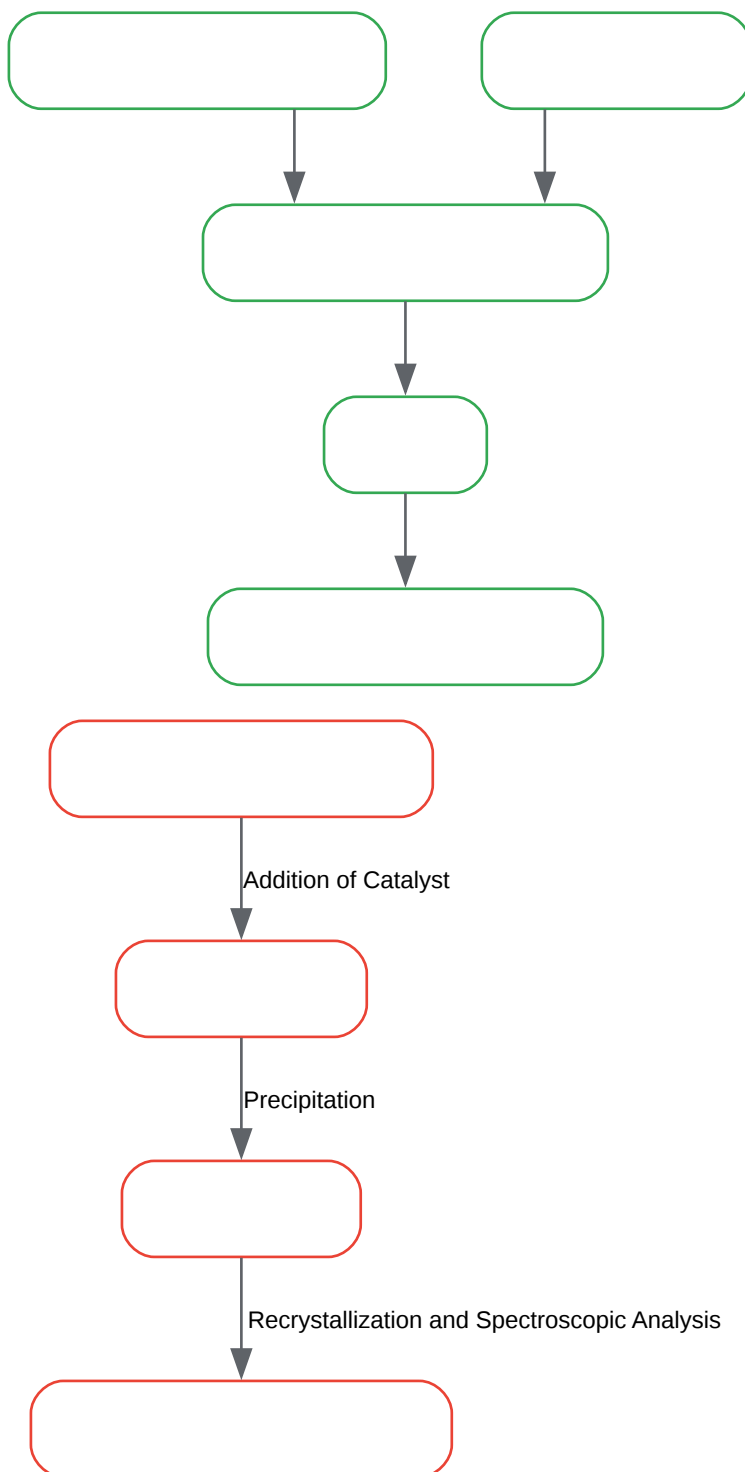 Addition of Catalyst
Precipitation
Recrystallization and Spectroscopic Analysis